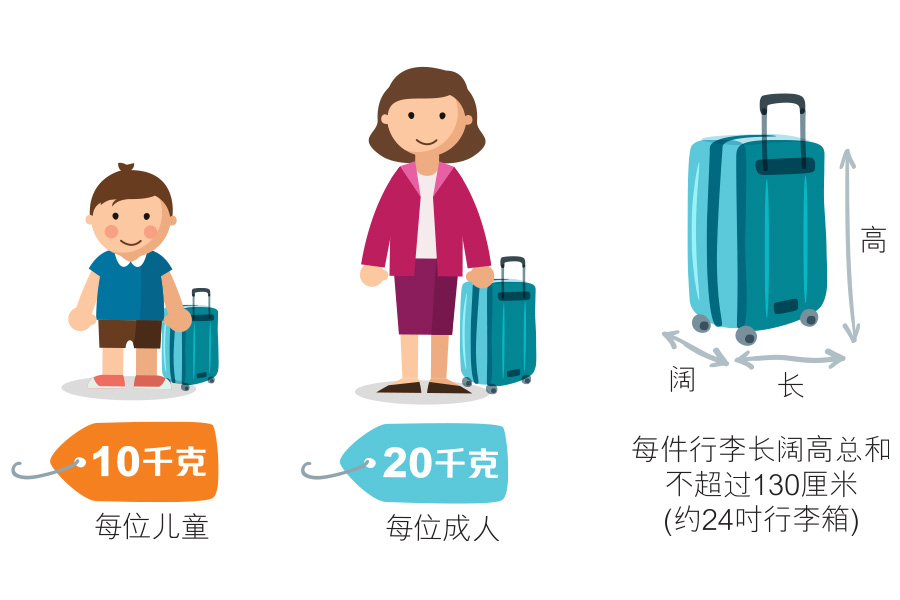 10千克
每位儿童
20千克
每位成人
高
阔
长
每件行李长阔高总和
不超过130厘米
(约24吋行李箱)